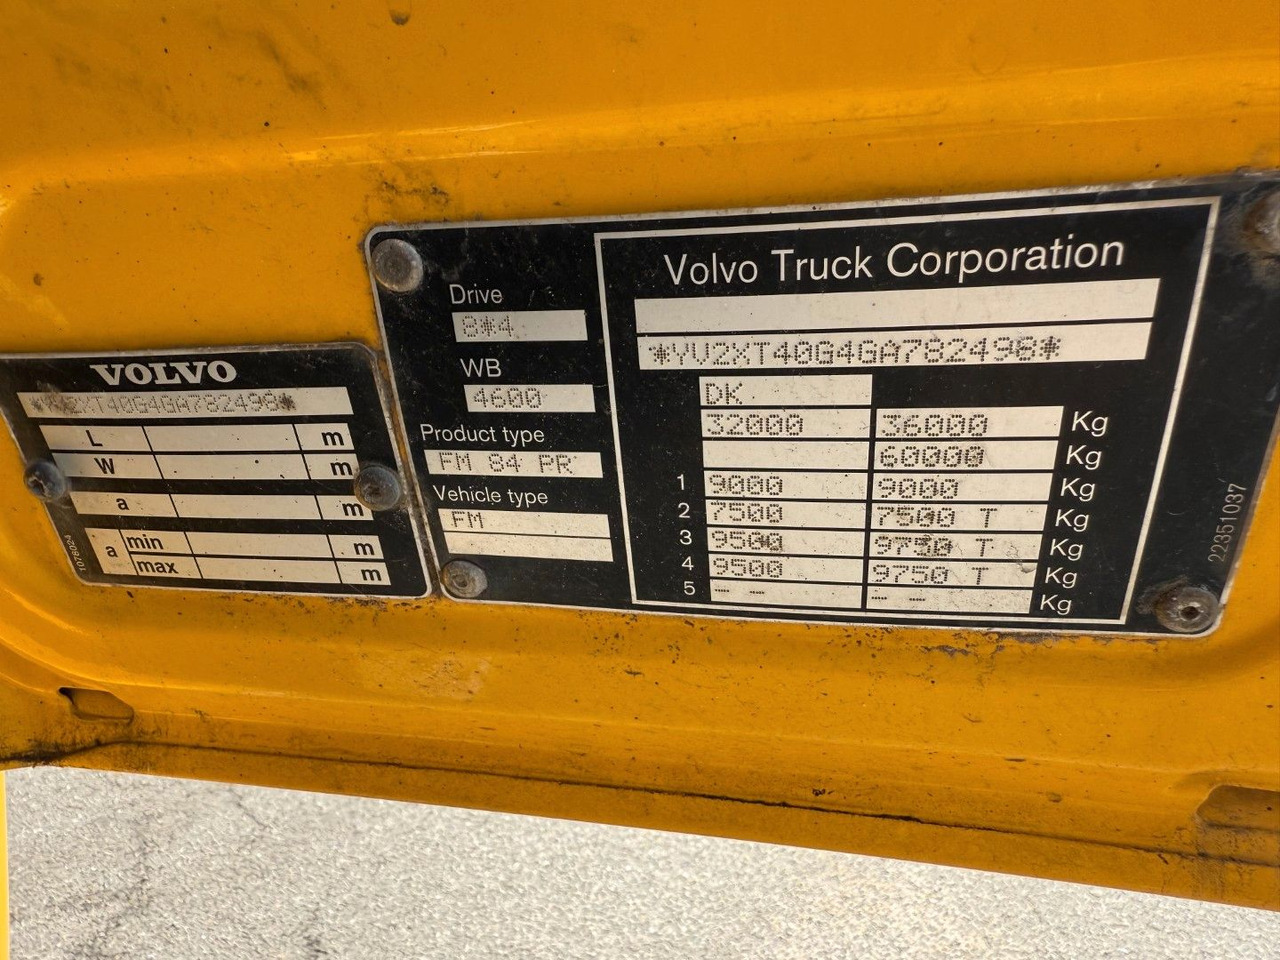 VOLVO
2XT40G4GA782498*
L m
W m
a m
a min m
max m
1078024
Drive
8*4
WB
4600
Product type
FM 84 PR
Vehicle type
FM
Volvo Truck Corporation
*YV2XT40G4GA782498*
DK
32000 36000 Kg
60000 Kg
1 9000 9000 Kg
2 7500 7500 T Kg
3 9500 9750 T Kg
4 9500 9750 T Kg
5 -- -- -- -- Kg
22351037